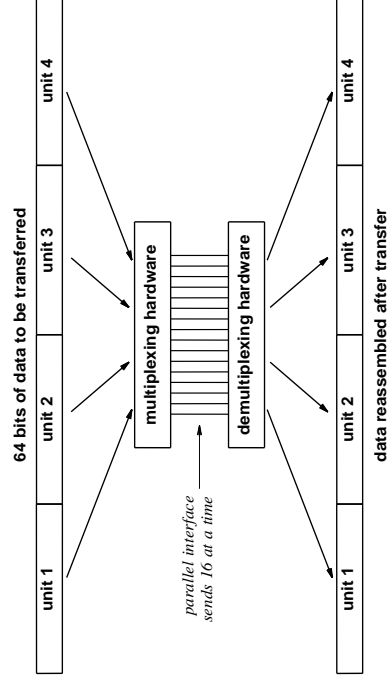 64 bits of data to be transferred
unit 1 unit 2 unit 3 unit 4
multiplexing hardware
parallel interface
sends 16 at a time
demultiplexing hardware
unit 1 unit 2 unit 3 unit 4
data reassembled after transfer